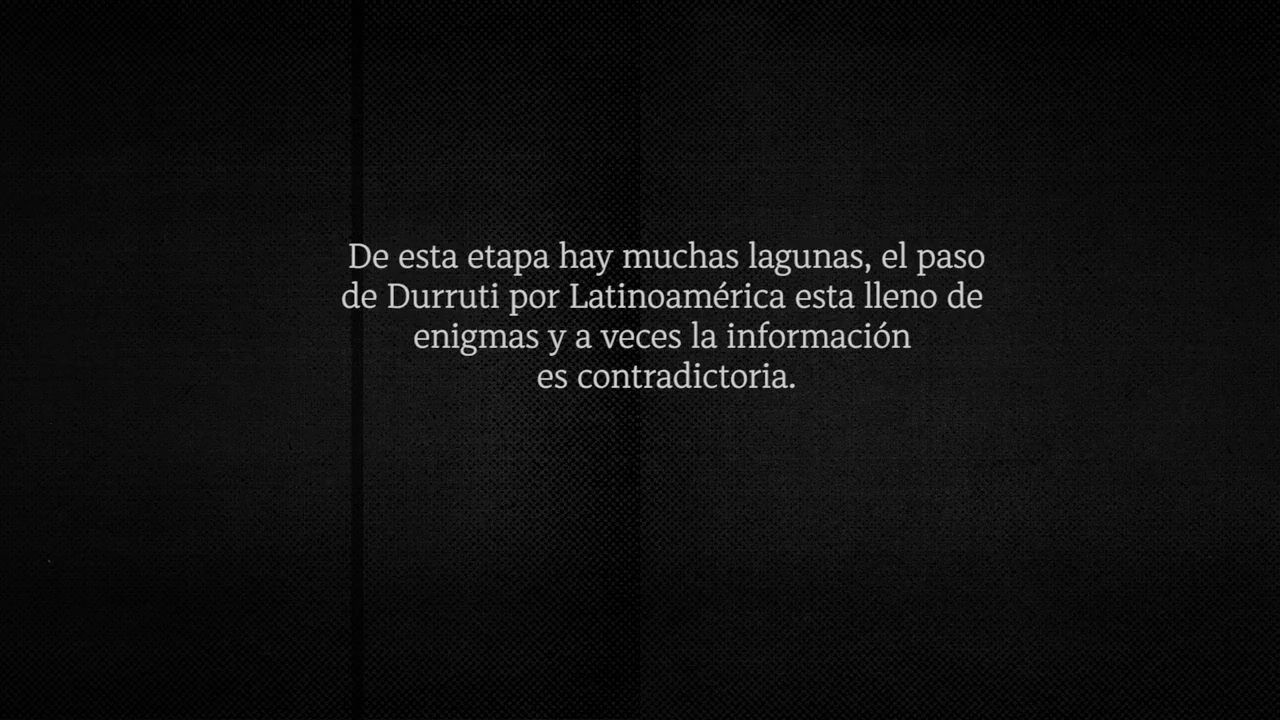 De esta etapa hay muchas lagunas, el paso
de Durruti por Latinoamérica esta lleno de
enigmas y a veces la información
es contradictoria.